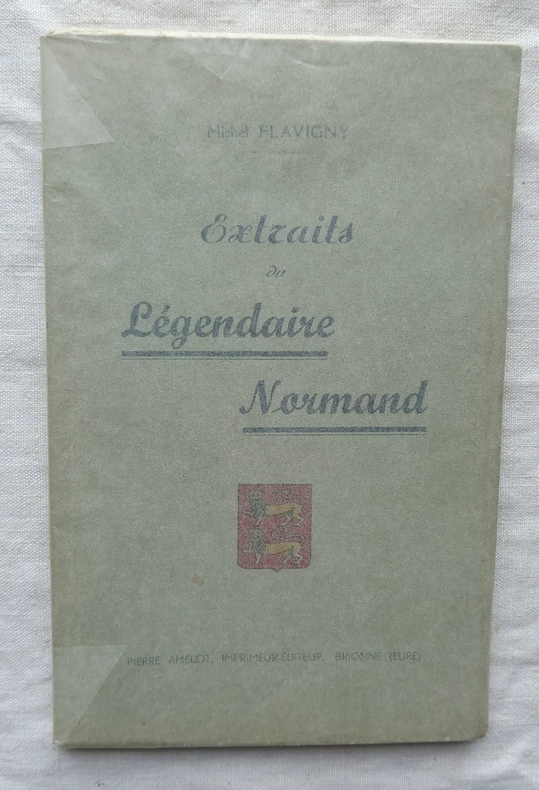 Michel FLAVIGNY
Extraits
du
Légendaire
Normand
PIERRE AMELOT, IMPRIMEUR-ÉDITEUR, BRIONNE (EURE)